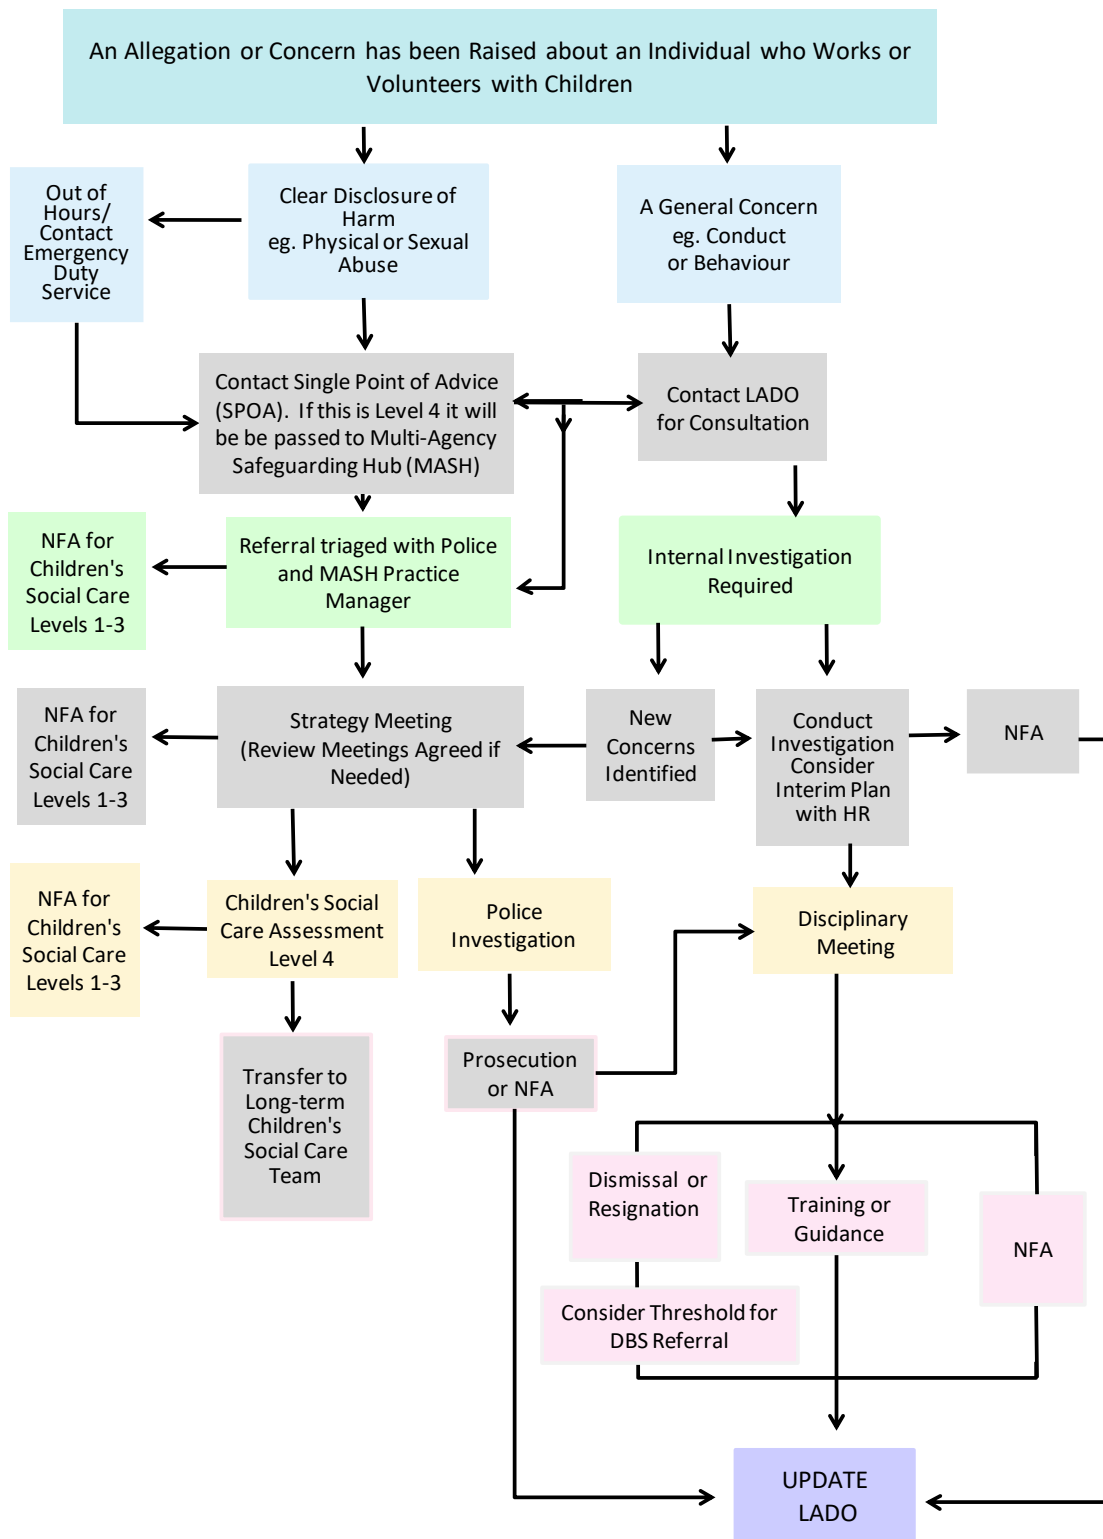 An Allegation or Concern has been Raised about an Individual who Works or
Volunteers with Children
Out of
Hours/
Contact
Emergency
Duty
Service
Clear Disclosure of
Harm
eg. Physical or Sexual
Abuse
A General Concern
eg. Conduct
or Behaviour
Contact Single Point of Advice
(SPOA). If this is Level 4 it will
be be passed to Multi-Agency
Safeguarding Hub (MASH)
Contact LADO
for Consultation
NFA for
Children's
Social Care
Levels 1-3
Referral triaged with Police
and MASH Practice
Manager
Internal Investigation
Required
NFA for
Children's
Social Care
Levels 1-3
Strategy Meeting
(Review Meetings Agreed if
Needed)
New
Concerns
Identified
Conduct
Investigation
Consider
Interim Plan
with HR
NFA
NFA for
Children's
Social Care
Levels 1-3
Children's Social
Care Assessment
Level 4
Police
Investigation
Disciplinary
Meeting
Transfer to
Long-term
Children's
Social Care
Team
Prosecution
or NFA
Dismissal or
Resignation
Training or
Guidance
NFA
Consider Threshold for
DBS Referral
UPDATE
LADO